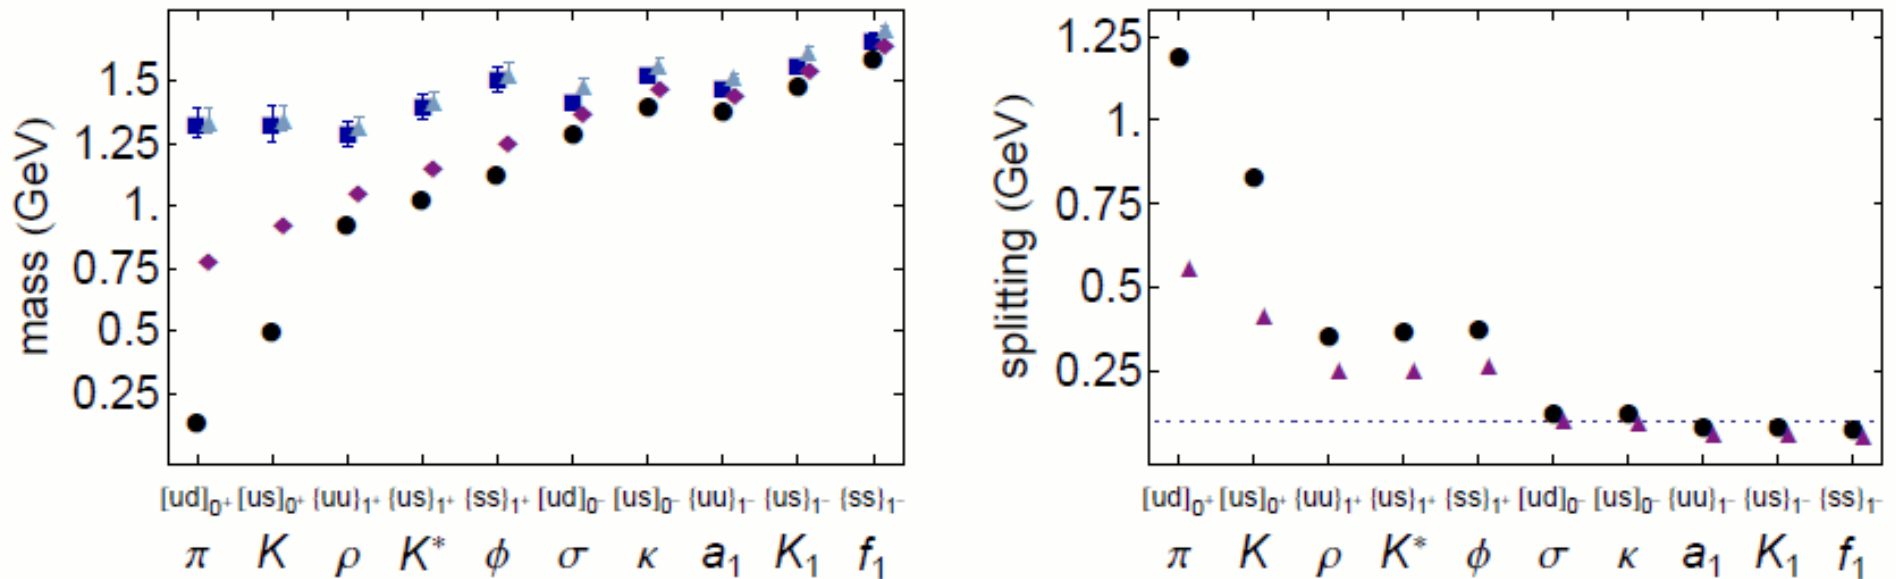 mass (GeV)
1.5
1.25
1.
0.75
0.5
0.25
[ud]₀⁺ [us]₀⁺ {uu}₁⁺ {us}₁⁺ {ss}₁⁺ [ud]₀⁻ [us]₀⁻ {uu}₁⁻ {us}₁⁻ {ss}₁⁻
π K ρ K* ϕ σ κ a₁ K₁ f₁
splitting (GeV)
1.25
1.
0.75
0.5
0.25
[ud]₀⁺ [us]₀⁺ {uu}₁⁺ {us}₁⁺ {ss}₁⁺ [ud]₀⁻ [us]₀⁻ {uu}₁⁻ {us}₁⁻ {ss}₁⁻
π K ρ K* ϕ σ κ a₁ K₁ f₁